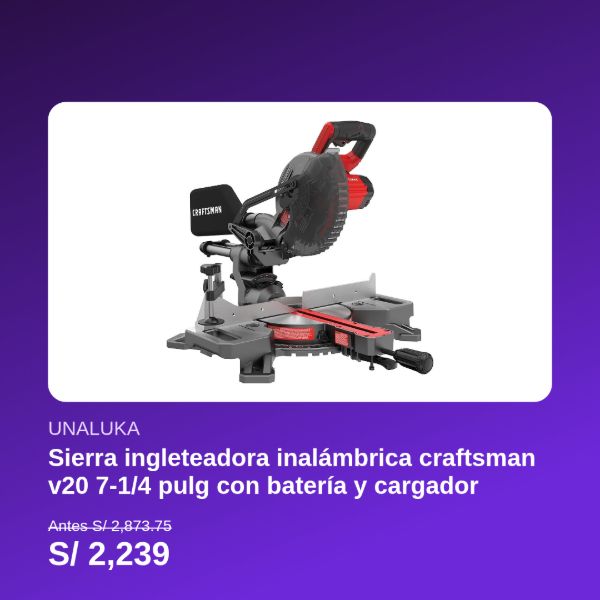 CRAFTSMAN
UNALUKA
Sierra ingleteadora inalámbrica craftsman
v20 7-1/4 pulg con batería y cargador
Antes S/ 2,873.75
S/ 2,239